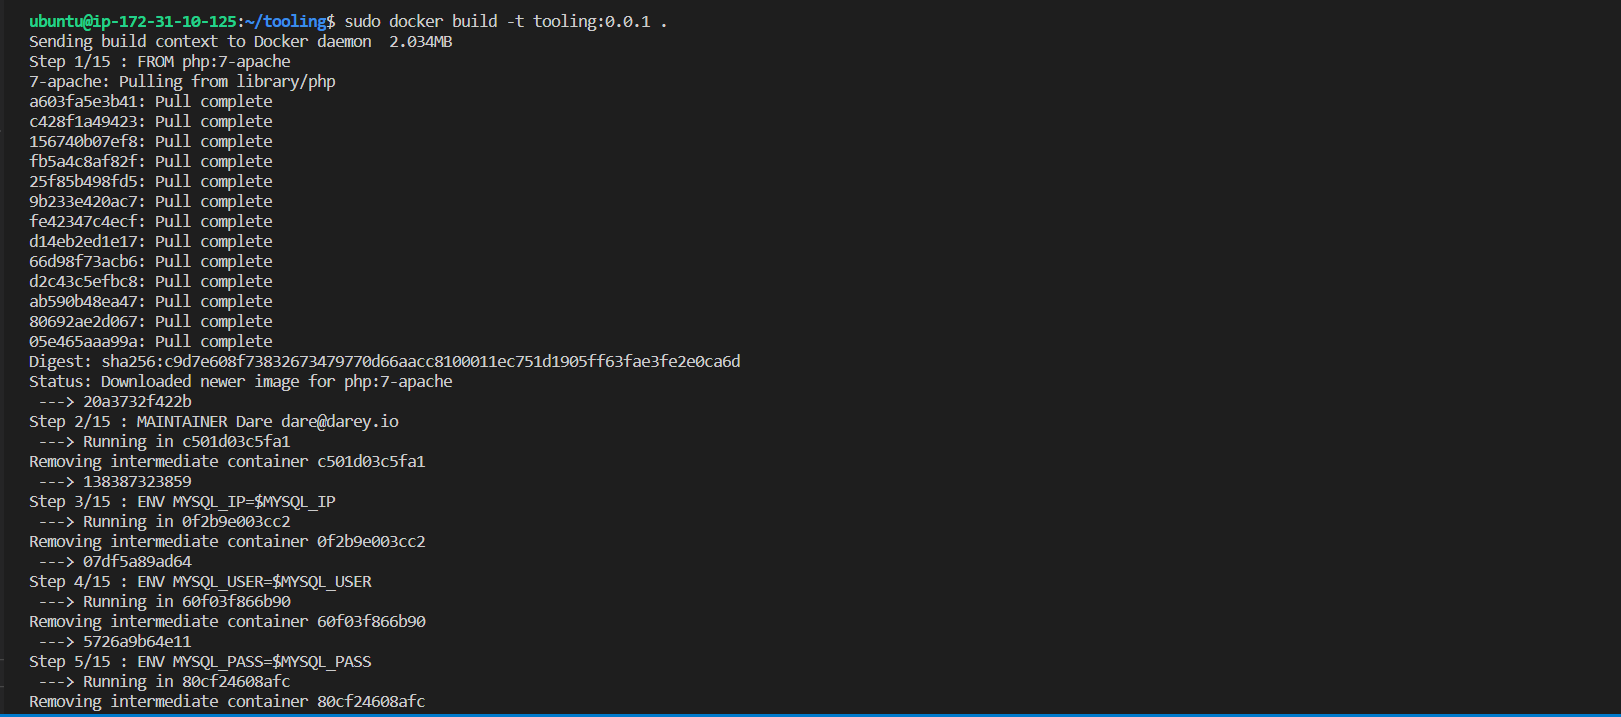 ubuntu@ip-172-31-10-125:~/tooling$ sudo docker build -t tooling:0.0.1 .
Sending build context to Docker daemon  2.034MB
Step 1/15 : FROM php:7-apache
7-apache: Pulling from library/php
a603fa5e3b41: Pull complete
c428f1a49423: Pull complete
156740b07ef8: Pull complete
fb5a4c8af82f: Pull complete
25f85b498fd5: Pull complete
9b233e420ac7: Pull complete
fe42347c4ecf: Pull complete
d14eb2ed1e17: Pull complete
66d98f73acb6: Pull complete
d2c43c5efbc8: Pull complete
ab590b48ea47: Pull complete
80692ae2d067: Pull complete
05e465aaa99a: Pull complete
Digest: sha256:c9d7e608f73832673479770d66aacc8100011ec751d1905ff63fae3fe2e0ca6d
Status: Downloaded newer image for php:7-apache
 ---> 20a3732f422b
Step 2/15 : MAINTAINER Dare dare@darey.io
 ---> Running in c501d03c5fa1
Removing intermediate container c501d03c5fa1
 ---> 138387323859
Step 3/15 : ENV MYSQL_IP=$MYSQL_IP
 ---> Running in 0f2b9e003cc2
Removing intermediate container 0f2b9e003cc2
 ---> 07df5a89ad64
Step 4/15 : ENV MYSQL_USER=$MYSQL_USER
 ---> Running in 60f03f866b90
Removing intermediate container 60f03f866b90
 ---> 5726a9b64e11
Step 5/15 : ENV MYSQL_PASS=$MYSQL_PASS
 ---> Running in 80cf24608afc
Removing intermediate container 80cf24608afc